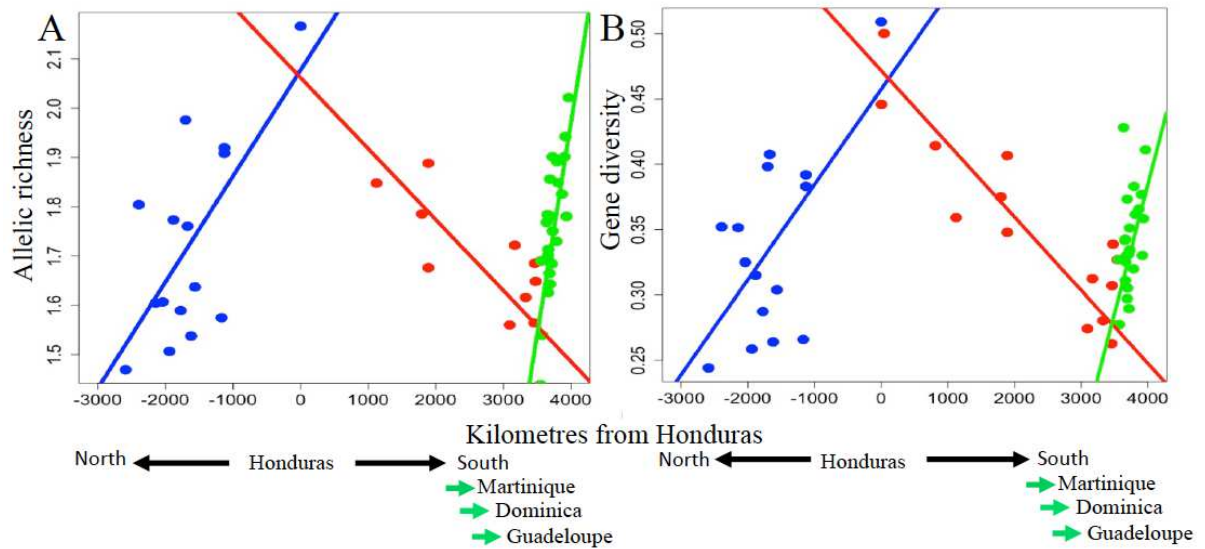 A
B
Allelic richness
2.1
2.0
1.9
1.8
1.7
1.6
1.5
-3000 -2000 -1000 0 1000 2000 3000 4000
Gene diversity
0.50
0.45
0.40
0.35
0.30
0.25
-3000 -2000 -1000 0 1000 2000 3000 4000
Kilometres from Honduras
North Honduras South
Martinique
Dominica
Guadeloupe
North Honduras South
Martinique
Dominica
Guadeloupe